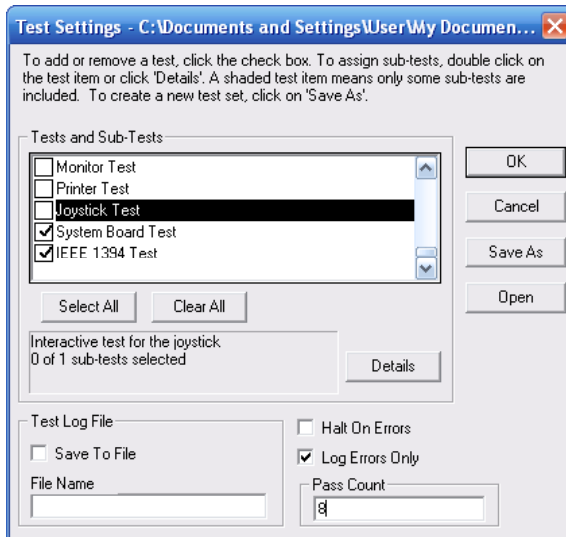 Test Settings - C:\Documents and Settings\User\My Documen...
To add or remove a test, click the check box. To assign sub-tests, double click on
the test item or click 'Details'. A shaded test item means only some sub-tests are
included. To create a new test set, click on 'Save As'.
Tests and Sub-Tests
Monitor Test
Printer Test
Joystick Test
System Board Test
IEEE 1394 Test
OK
Cancel
Save As
Open
Select All
Clear All
Interactive test for the joystick
0 of 1 sub-tests selected
Details
Test Log File
Save To File
File Name
Halt On Errors
Log Errors Only
Pass Count
8